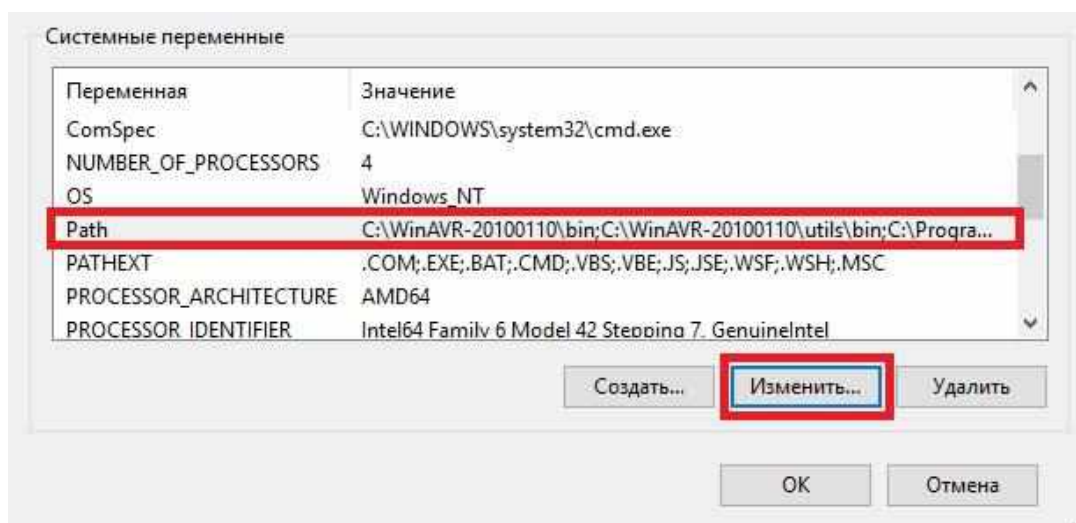 Системные переменные
Переменная Значение
ComSpec C:\WINDOWS\system32\cmd.exe
NUMBER_OF_PROCESSORS 4
OS Windows_NT
Path C:\WinAVR-20100110\bin;C:\WinAVR-20100110\utils\bin;C:\Progra...
PATHEXT .COM;.EXE;.BAT;.CMD;.VBS;.VBE;.JS;.JSE;.WSF;.WSH;.MSC
PROCESSOR_ARCHITECTURE AMD64
PROCESSOR_IDENTIFIER Intel64 Family 6 Model 42 Stepping 7, GenuineIntel
Создать... Изменить... Удалить
OK Отмена